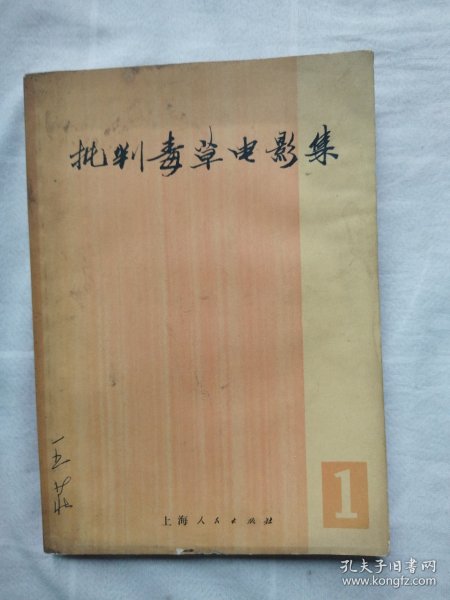 批判毒草电影集
王
1
上海人民出版社
孔夫子旧书网
www.kongfz.com